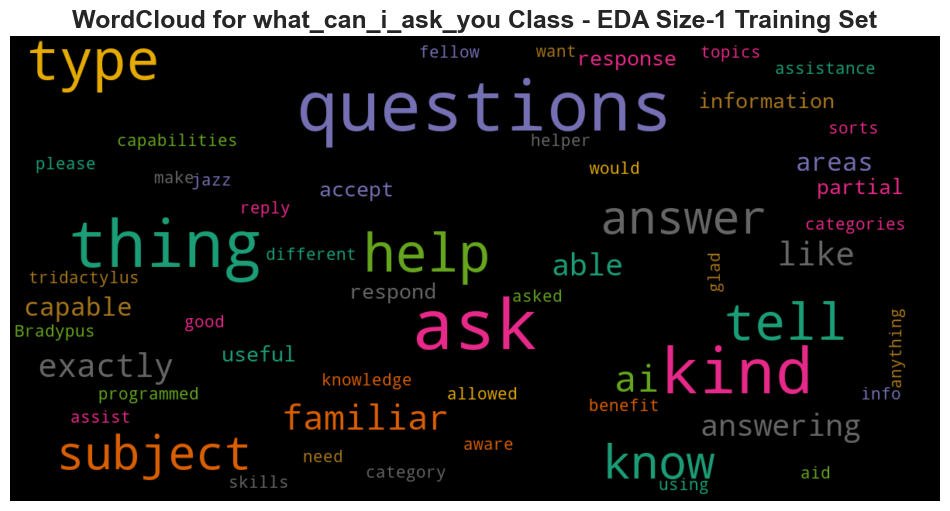 WordCloud for what_can_i_ask_you Class - EDA Size-1 Training Set
type
fellow
want
response
topics
assistance
questions
information
capabilities
helper
sorts
please
would
areas
make
jazz
accept
partial
reply
answer
categories
thing
different
help
able
like
glad
tridactylus
respond
capable
asked
Bradypus
good
ask
tell
anything
exactly
useful
ai
kind
programmed
knowledge
allowed
info
assist
familiar
benefit
answering
subject
need
aware
know
category
aid
skills
using